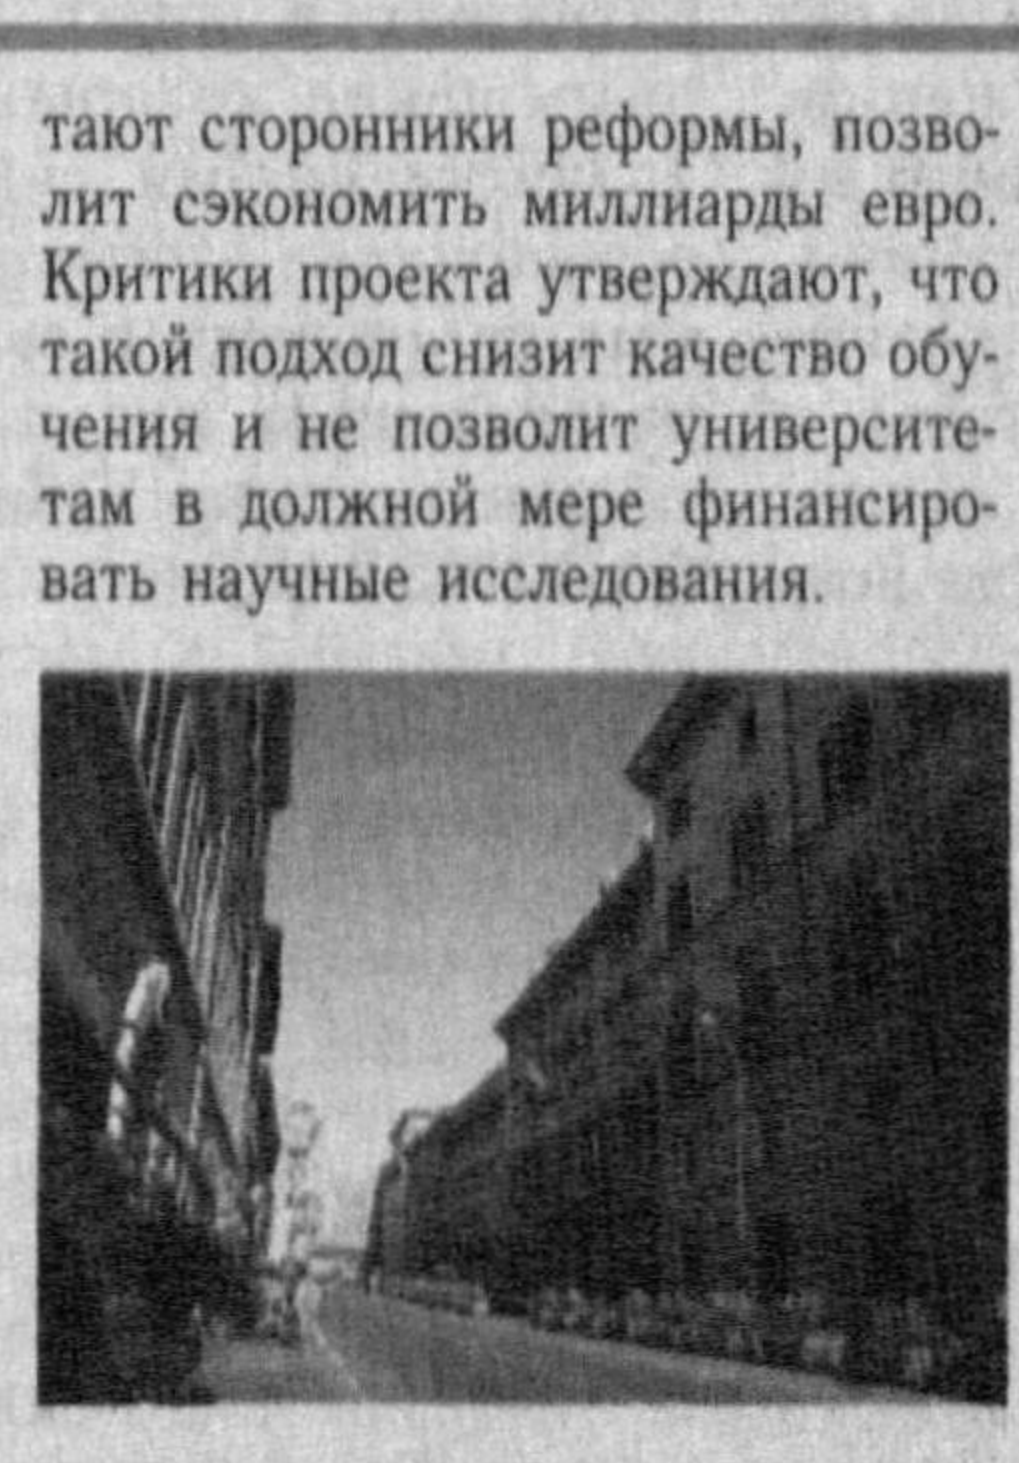 тают сторонники реформы, позво-
лит сэкономить миллиарды евро.
Критики проекта утверждают, что
такой подход снизит качество обу-
чения и не позволит университе-
там в должной мере финансиро-
вать научные исследования.